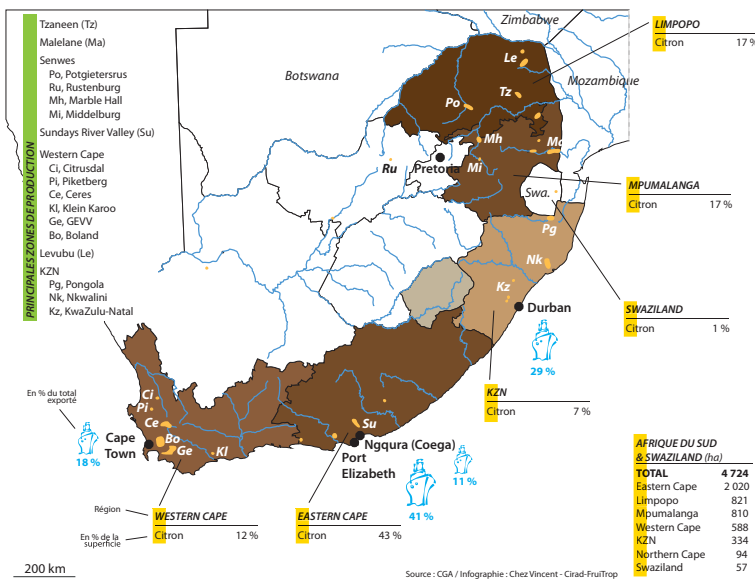 PRINCIPALES ZONES DE PRODUCTION
Tzaneen (Tz)
Malelane (Ma)
Senwes
Po, Potgietersrus
Ru, Rustenburg
Mh, Marble Hall
Mi, Middelburg
Sundays River Valley (Su)
Western Cape
Ci, Citrusdal
Pi, Piketberg
Ce, Ceres
Kl, Klein Karoo
Ge, GEVV
Bo, Boland
Levubu (Le)
KZN
Pg, Pongola
Nk, Nkwalini
Kz, KwaZulu-Natal
Zimbabwe
Botswana
Mozambique
Le
Tz
Po
Mh
Ma
Ru
Pretoria
Mi
Swa.
Pg
Nk
Kz
Durban
29 %
LIMPOPO
Citron 17 %
MPUMALANGA
Citron 17 %
SWAZILAND
Citron 1 %
KZN
Citron 7 %
En % du total
exporté
18 %
Cape
Town
Ci
Pi
Ce
Bo
Ge
Kl
Su
Ngqura (Coega)
Port
Elizabeth
11 %
41 %
Région
En % de la
superficie
WESTERN CAPE
Citron 12 %
EASTERN CAPE
Citron 43 %
AFRIQUE DU SUD
& SWAZILAND (ha)
TOTAL 4 724
Eastern Cape 2 020
Limpopo 821
Mpumalanga 810
Western Cape 588
KZN 334
Northern Cape 94
Swaziland 57
200 km
Source : CGA / Infographie : Chez Vincent - Cirad-FruiTrop